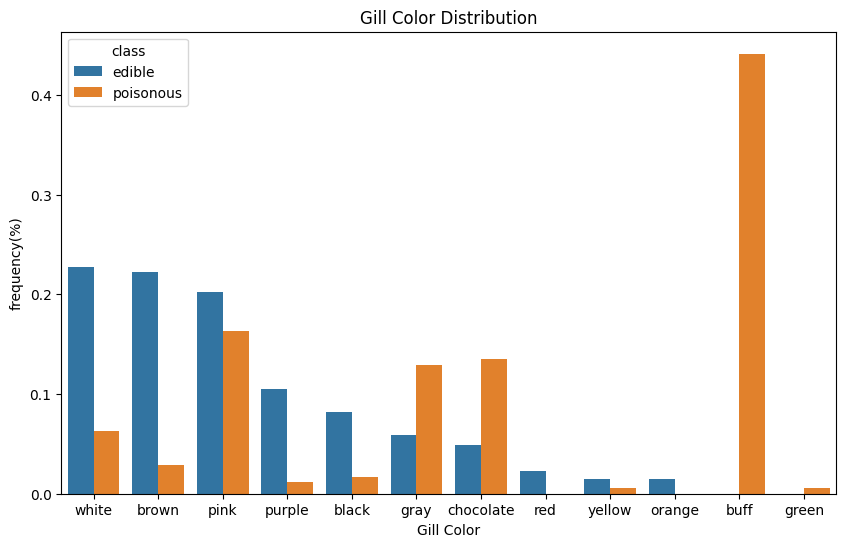 Gill Color Distribution
class
edible
poisonous
frequency(%)
0.4
0.3
0.2
0.1
0.0
white brown pink purple black gray chocolate red yellow orange buff green
Gill Color